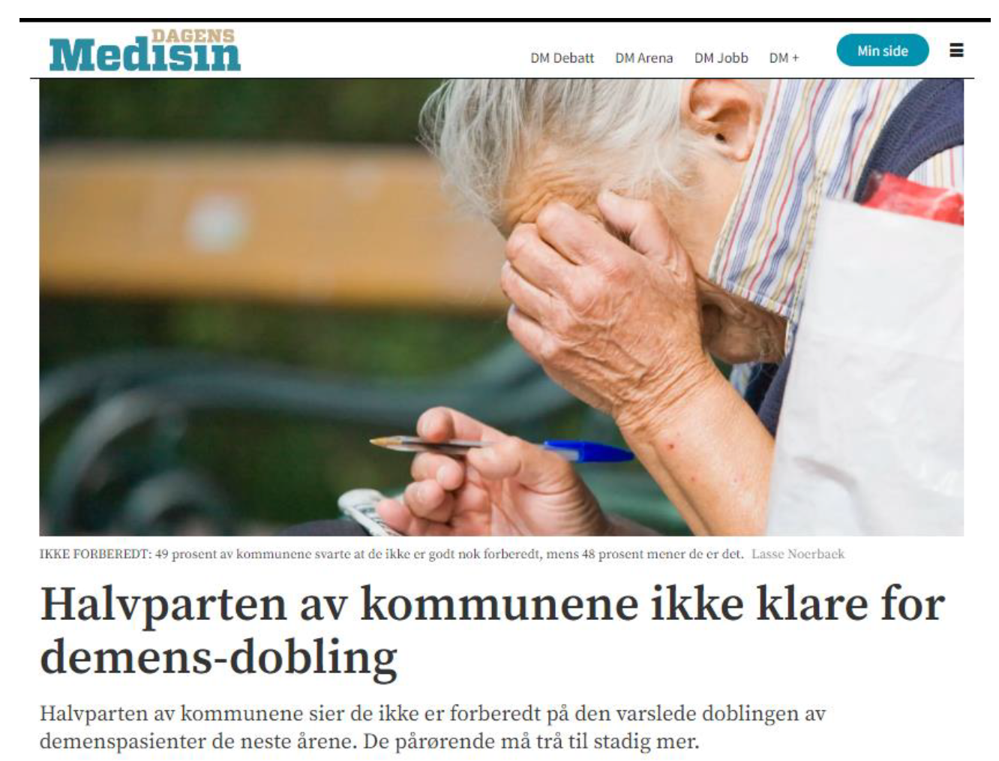 DAGENS
Medisin
DM Debatt DM Arena DM Jobb DM + Min side
IKKE FORBEREDT: 49 prosent av kommunene svarte at de ikke er godt nok forberedt, mens 48 prosent mener de er det. Lasse Noerbaek
Halvparten av kommunene ikke klare for
demens-dobling
Halvparten av kommunene sier de ikke er forberedt på den varslede doblingen av
demenspasienter de neste årene. De pårørende må trå til stadig mer.